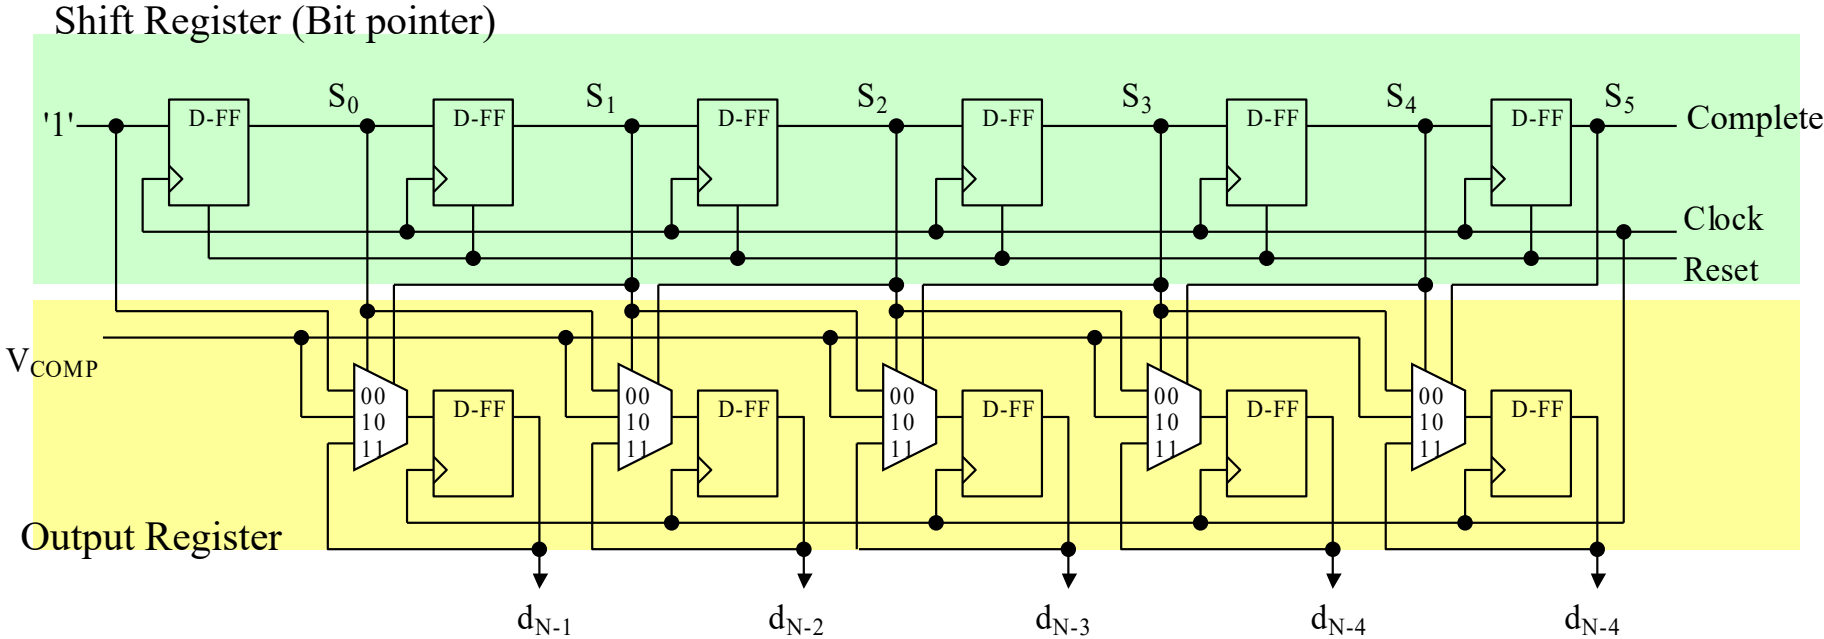 Shift Register (Bit pointer)
S0 S1 S2 S3 S4 S5
'1' D-FF D-FF D-FF D-FF D-FF D-FF Complete
Clock
Reset
VCOMP
00 D-FF 00 D-FF 00 D-FF 00 D-FF 00 D-FF
10 10 10 10 10
11 11 11 11 11
Output Register
dN-1 dN-2 dN-3 dN-4 dN-4